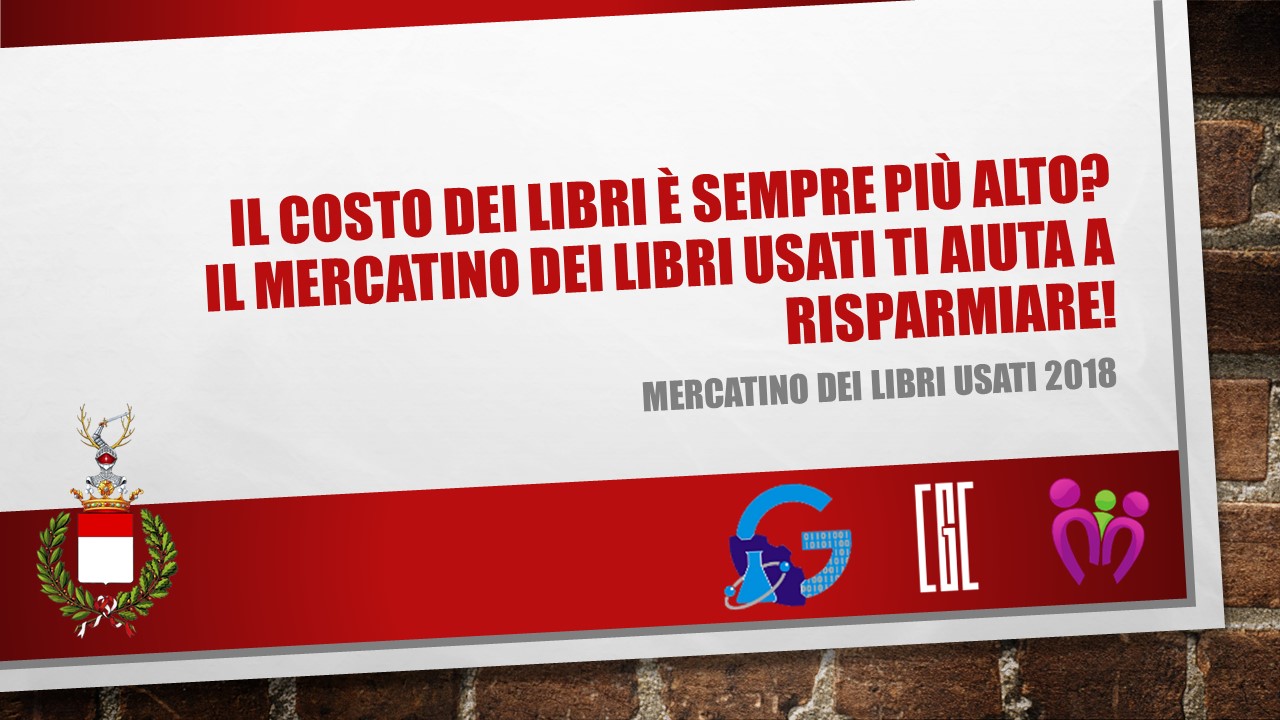 IL COSTO DEI LIBRI È SEMPRE PIÙ ALTO?
IL MERCATINO DEI LIBRI USATI TI AIUTA A
RISPARMIARE!
MERCATINO DEI LIBRI USATI 2018
CGC